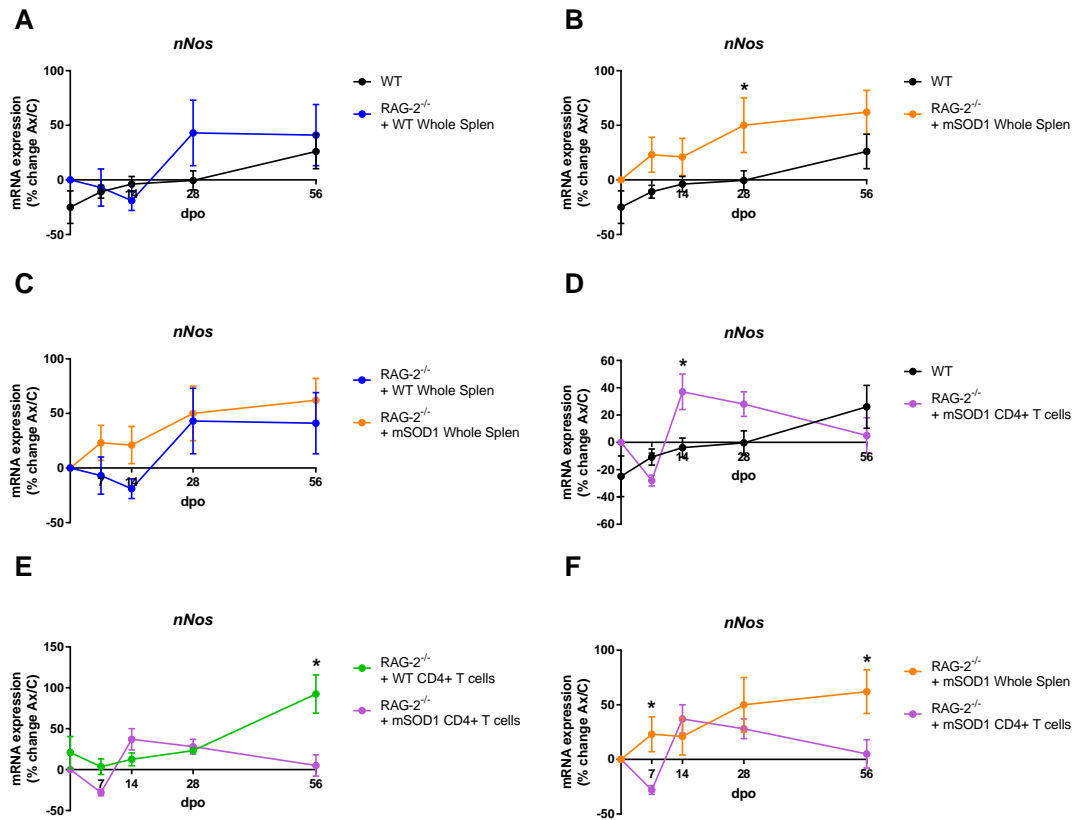 A
nNos
mRNA expression
(% change Ax/C)
100
50
0
-50
14
28
56
dpo
WT
RAG-2-/-
+ WT Whole Splen
B
nNos
mRNA expression
(% change Ax/C)
100
50
0
-50
14
28
56
dpo
*
WT
RAG-2-/-
+ mSOD1 Whole Splen
C
nNos
mRNA expression
(% change Ax/C)
100
50
0
-50
7
14
28
56
dpo
RAG-2-/-
+ WT Whole Splen
RAG-2-/-
+ mSOD1 Whole Splen
D
nNos
mRNA expression
(% change Ax/C)
60
40
20
0
-20
-40
-60
14
28
56
dpo
*
WT
RAG-2-/-
+ mSOD1 CD4+ T cells
E
nNos
mRNA expression
(% change Ax/C)
150
100
50
0
-50
7
14
28
56
dpo
*
RAG-2-/-
+ WT CD4+ T cells
RAG-2-/-
+ mSOD1 CD4+ T cells
F
nNos
mRNA expression
(% change Ax/C)
100
50
0
-50
7
14
28
56
dpo
*
*
RAG-2-/-
+ mSOD1 Whole Splen
RAG-2-/-
+ mSOD1 CD4+ T cells